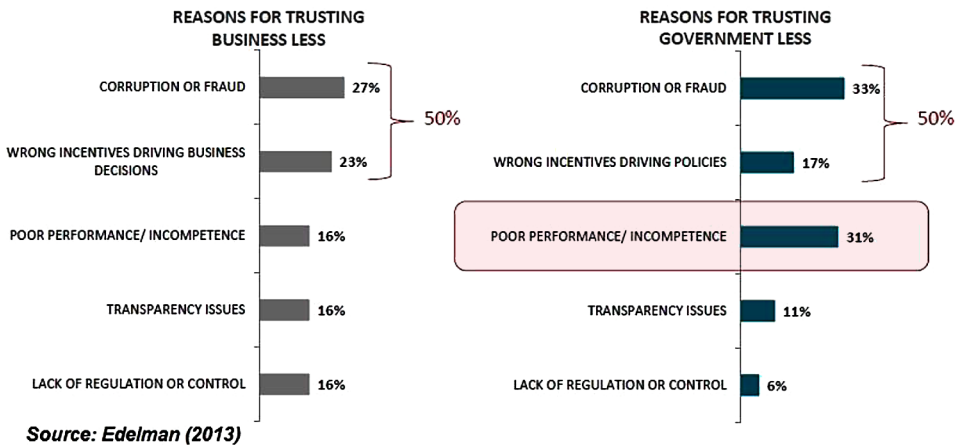 REASONS FOR TRUSTING
BUSINESS LESS
CORRUPTION OR FRAUD
27%
50%
WRONG INCENTIVES DRIVING BUSINESS
DECISIONS
23%
POOR PERFORMANCE/ INCOMPETENCE
16%
TRANSPARENCY ISSUES
16%
LACK OF REGULATION OR CONTROL
16%
REASONS FOR TRUSTING
GOVERNMENT LESS
CORRUPTION OR FRAUD
33%
50%
WRONG INCENTIVES DRIVING POLICIES
17%
POOR PERFORMANCE/ INCOMPETENCE
31%
TRANSPARENCY ISSUES
11%
LACK OF REGULATION OR CONTROL
6%
Source: Edelman (2013)